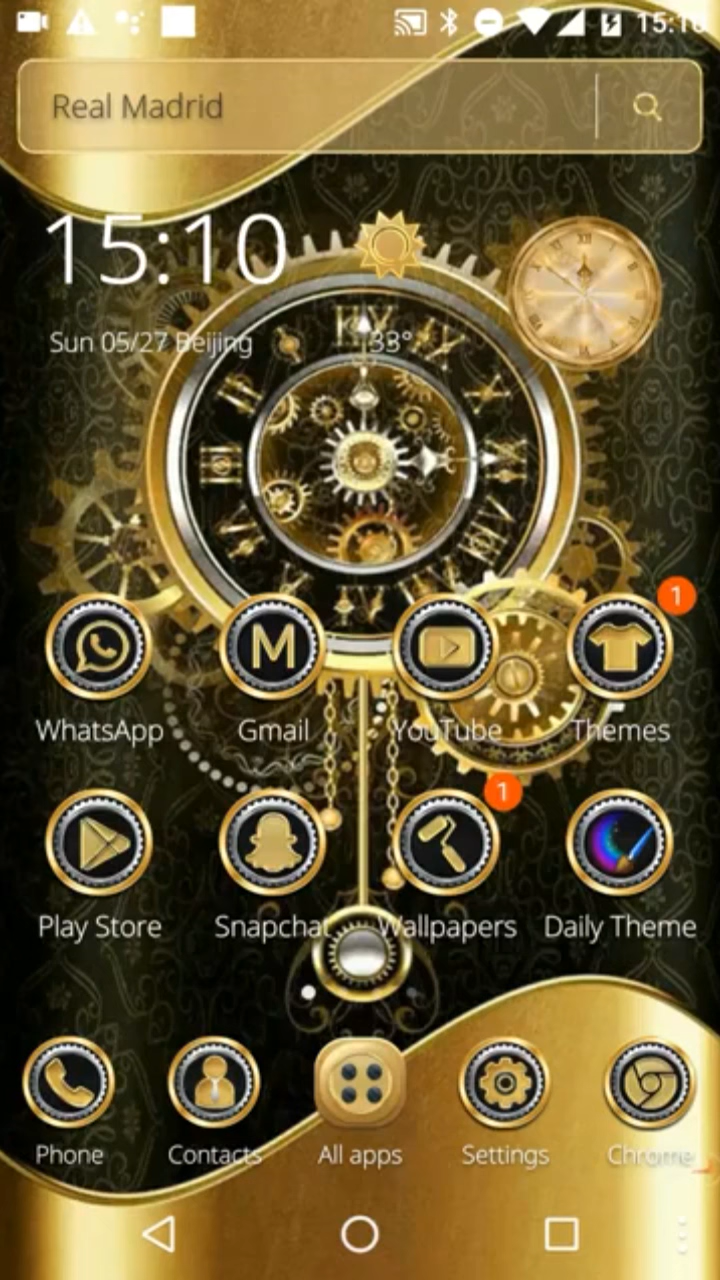 15:10
Real Madrid
15:10
Sun 05/27 Beijing 33°
1
WhatsApp Gmail YouTube Themes
1
Play Store Snapchat Wallpapers Daily Theme
Phone Contacts All apps Settings Chrome